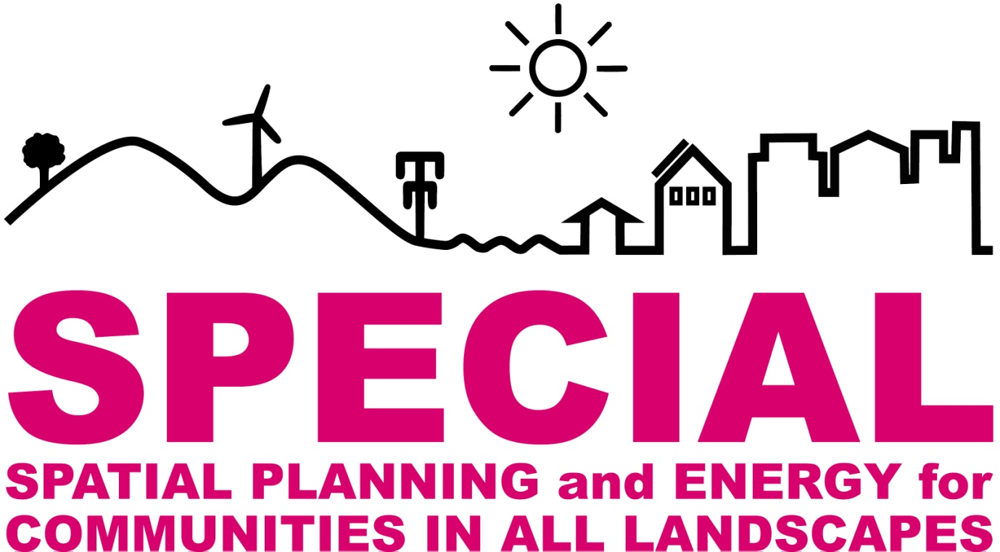 SPECIAL
SPATIAL PLANNING and ENERGY for
COMMUNITIES IN ALL LANDSCAPES